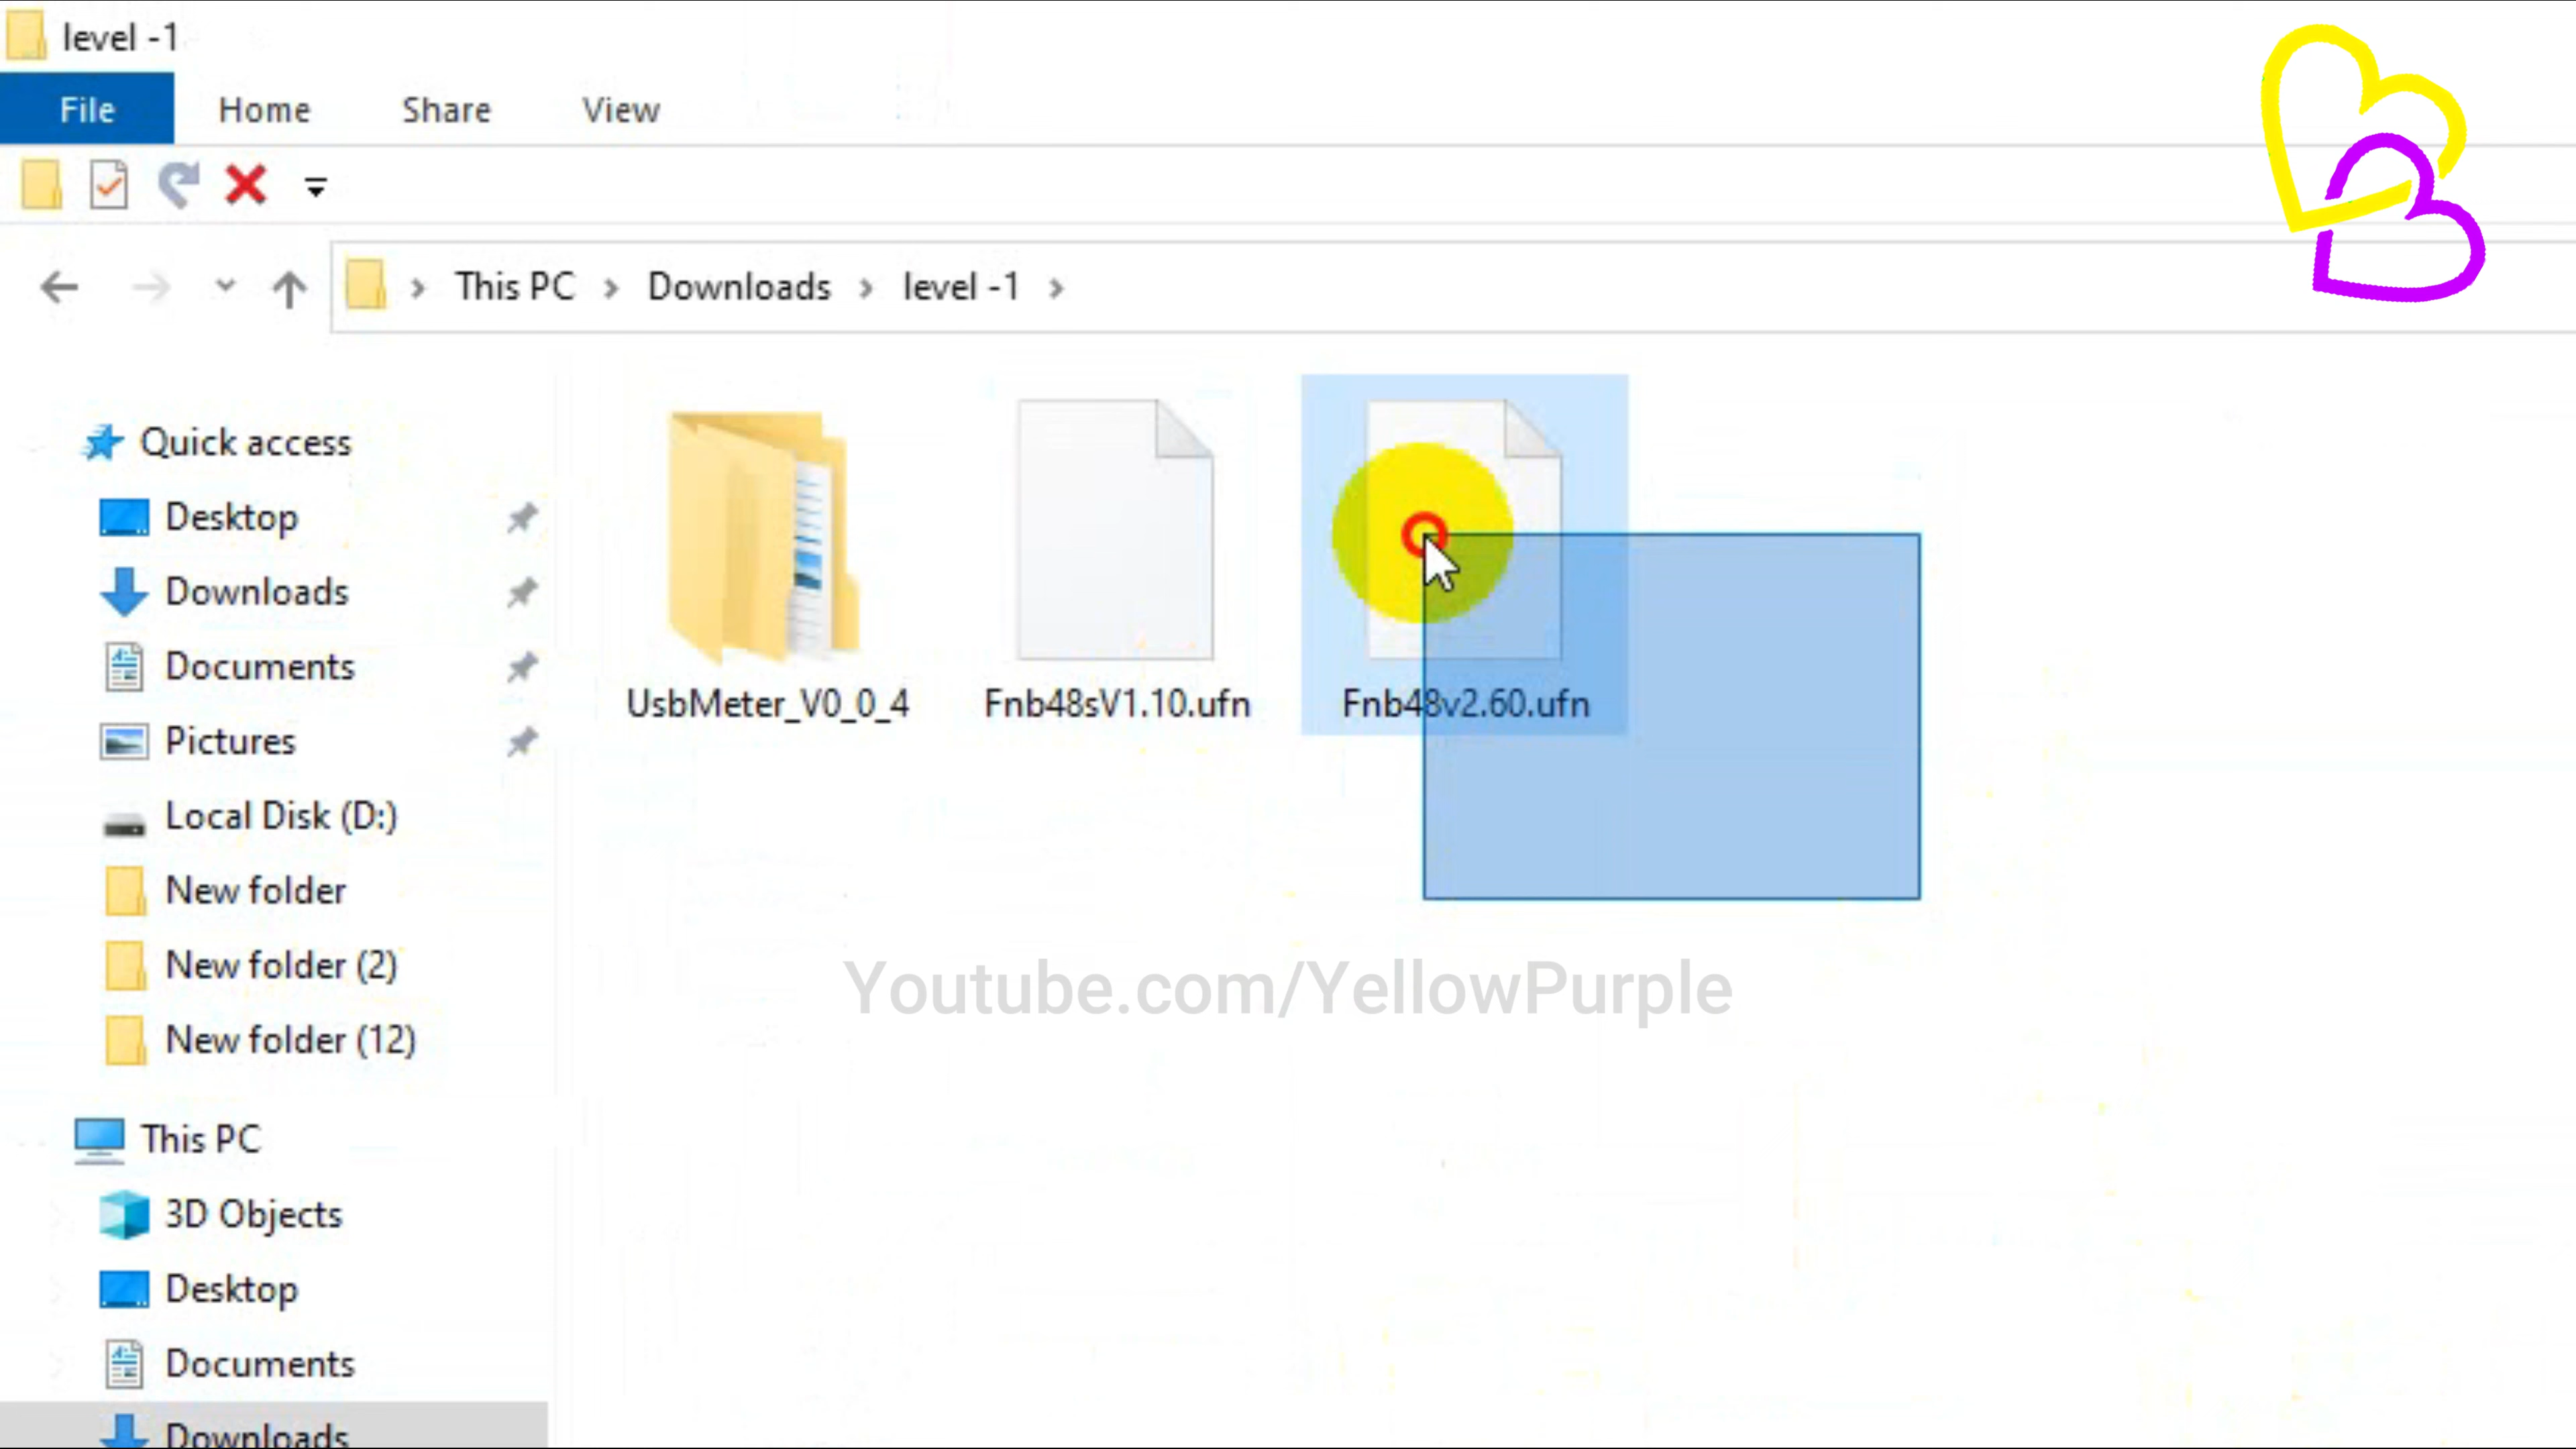 level -1
File Home Share View
This PC Downloads level -1
Quick access
Desktop
Downloads
Documents
Pictures
Local Disk (D:)
New folder
New folder (2)
New folder (12)
This PC
3D Objects
Desktop
Documents
Downloads
UsbMeter_V0_0_4 Fnb48sV1.10.ufn Fnb48v2.60.ufn
Youtube.com/YellowPurple